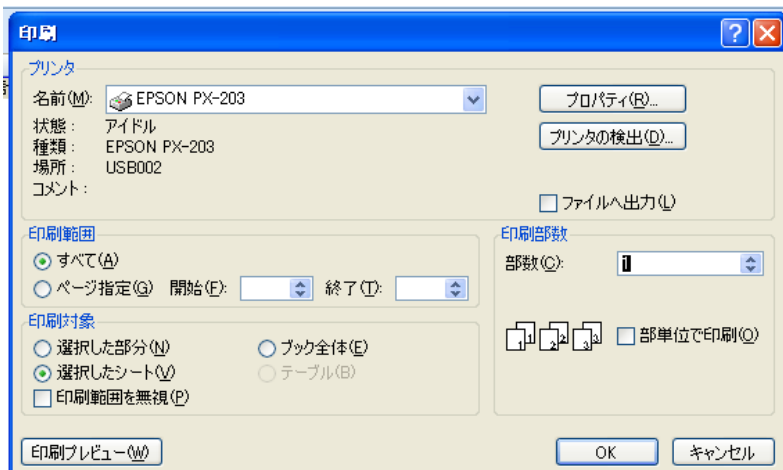 印刷
プリンタ
名前(M): EPSON PX-203
プロパティ(R)...
状態： アイドル
プリンタの検出(D)...
種類： EPSON PX-203
場所： USB002
コメント：
ファイルへ出力(L)
印刷範囲
すべて(A)
ページ指定(G) 開始(F): 終了(T):
印刷部数
部数(C): 1
部単位で印刷(O)
1 1 2 2 3 3
印刷対象
選択した部分(N) ブック全体(E)
選択したシート(V) テーブル(B)
印刷範囲を無視(P)
印刷プレビュー(W) OK キャンセル